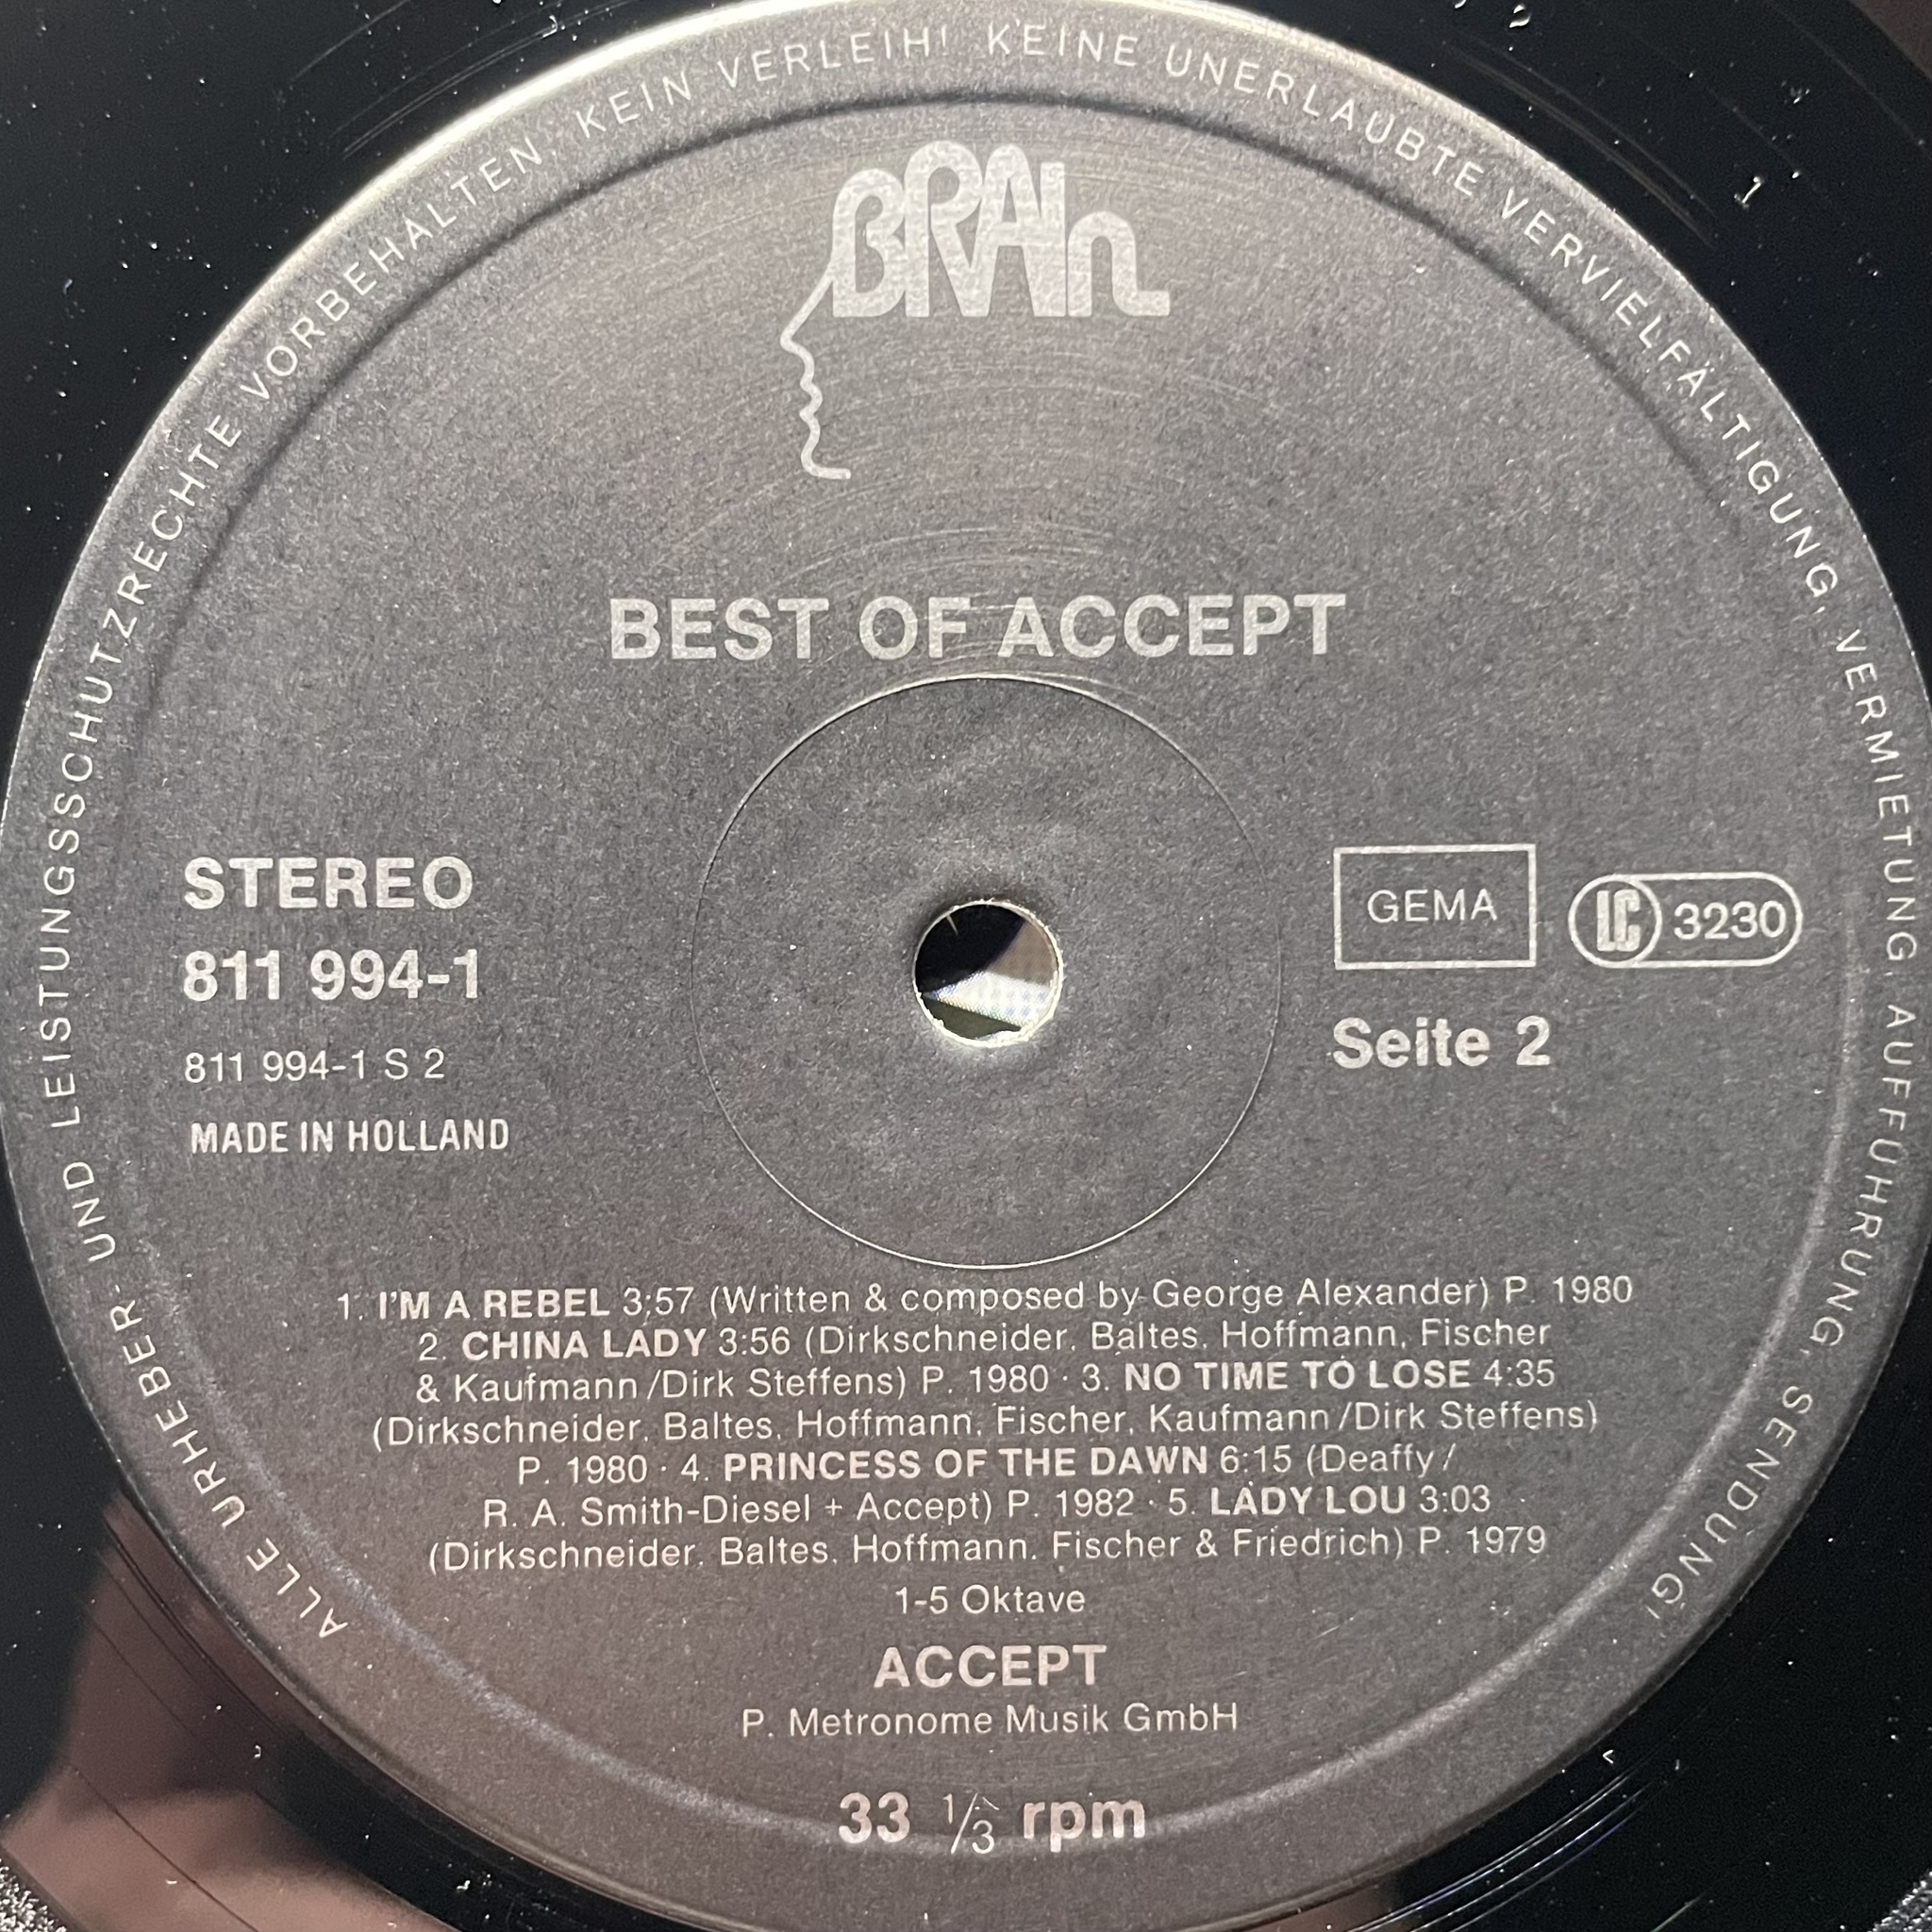 ALLE URHEBER- UND LEISTUNGSSCHUTZRECHTE VORBEHALTEN. KEIN VERLEIH! KEINE UNERLAUBTE VERVIELFÄLTIGUNG, VERMIETUNG, AUFFÜHRUNG, SENDUNG!
BRAIn
BEST OF ACCEPT
STEREO
811 994-1
811 994-1 S 2
MADE IN HOLLAND
GEMA
LC 3230
Seite 2
1. I'M A REBEL 3:57 (Written & composed by George Alexander) P. 1980
2. CHINA LADY 3:56 (Dirkschneider, Baltes, Hoffmann, Fischer
& Kaufmann/Dirk Steffens) P. 1980 · 3. NO TIME TO LOSE 4:35
(Dirkschneider, Baltes, Hoffmann, Fischer, Kaufmann/Dirk Steffens)
P. 1980 · 4. PRINCESS OF THE DAWN 6:15 (Deaffy/
R. A. Smith-Diesel + Accept) P. 1982 · 5. LADY LOU 3:03
(Dirkschneider, Baltes, Hoffmann, Fischer & Friedrich) P. 1979
1-5 Oktave
ACCEPT
P. Metronome Musik GmbH
33 1/3 rpm